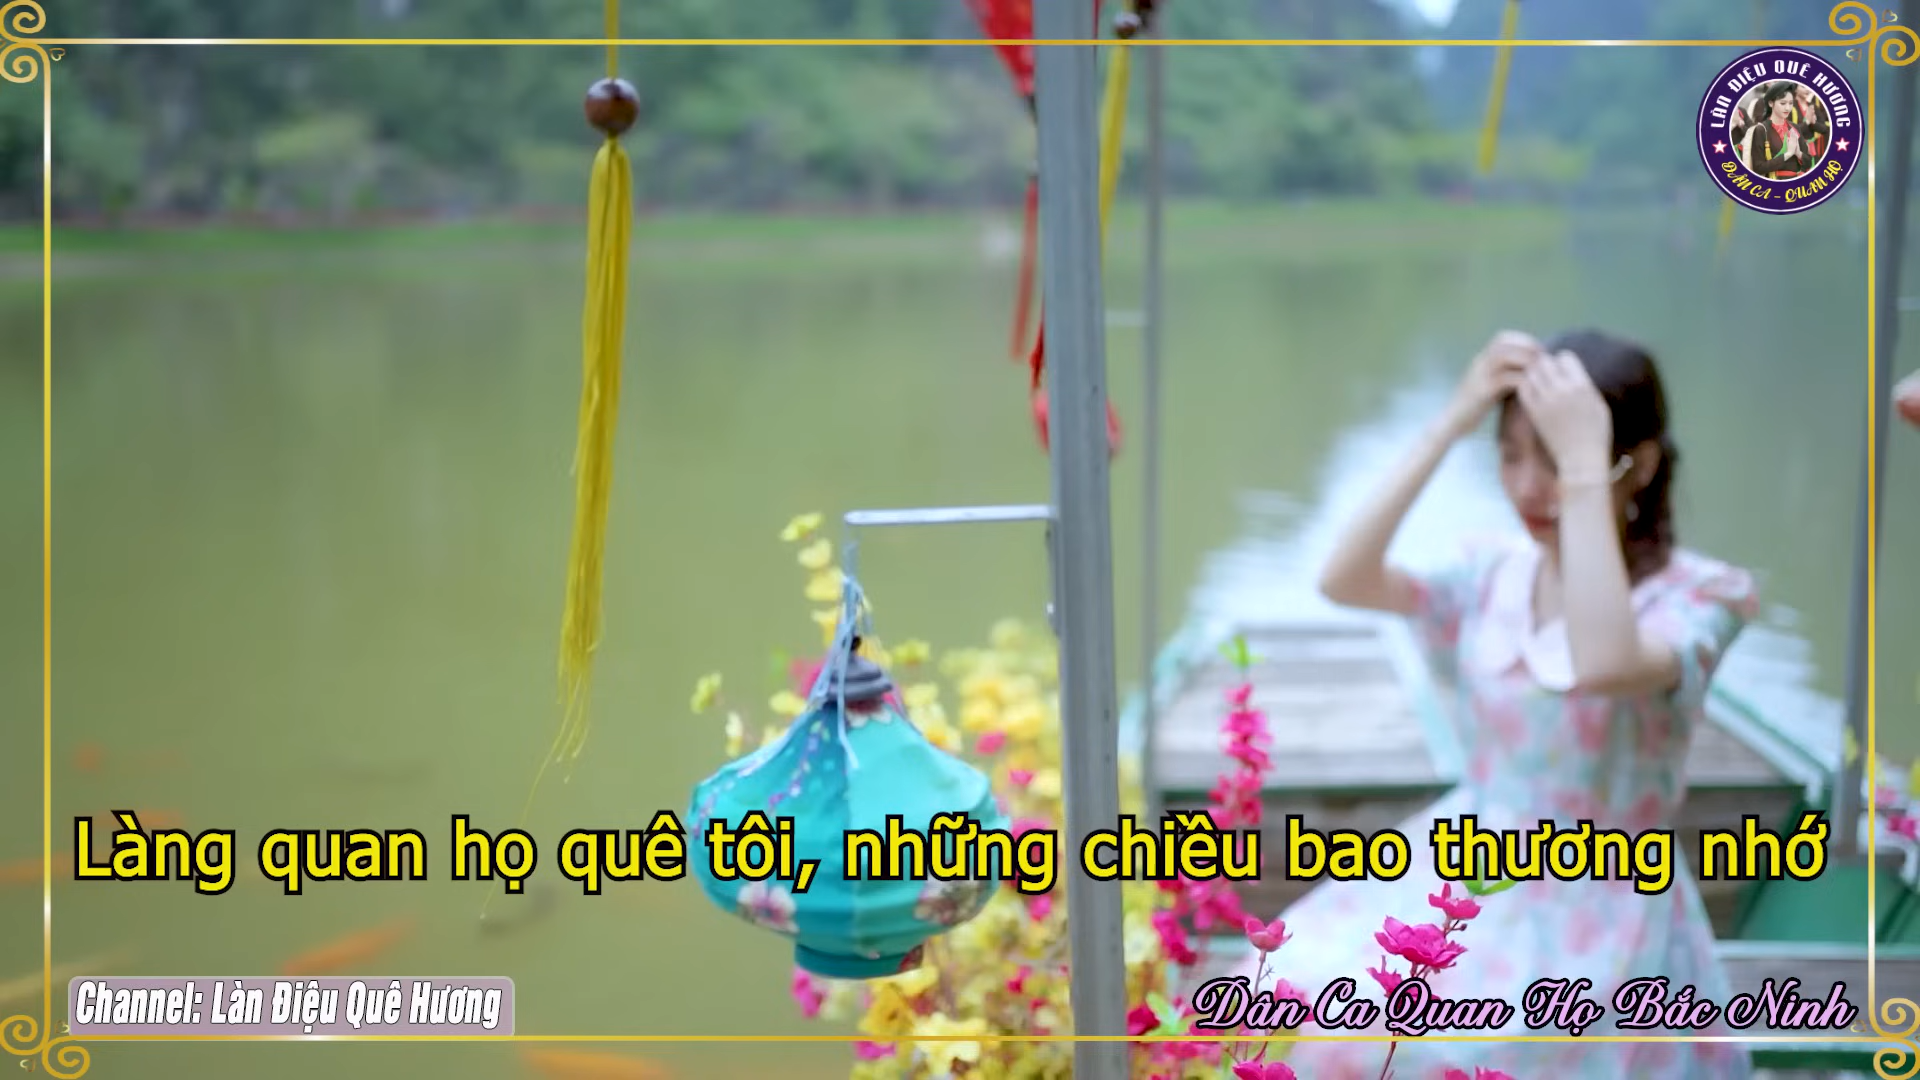 LÀN ĐIỆU QUÊ HƯƠNG
DÂN CA - QUAN HỌ
Làng quan họ quê tôi, những chiều bao thương nhớ
Channel: Làn Điệu Quê Hương
Dân Ca Quan Họ Bắc Ninh